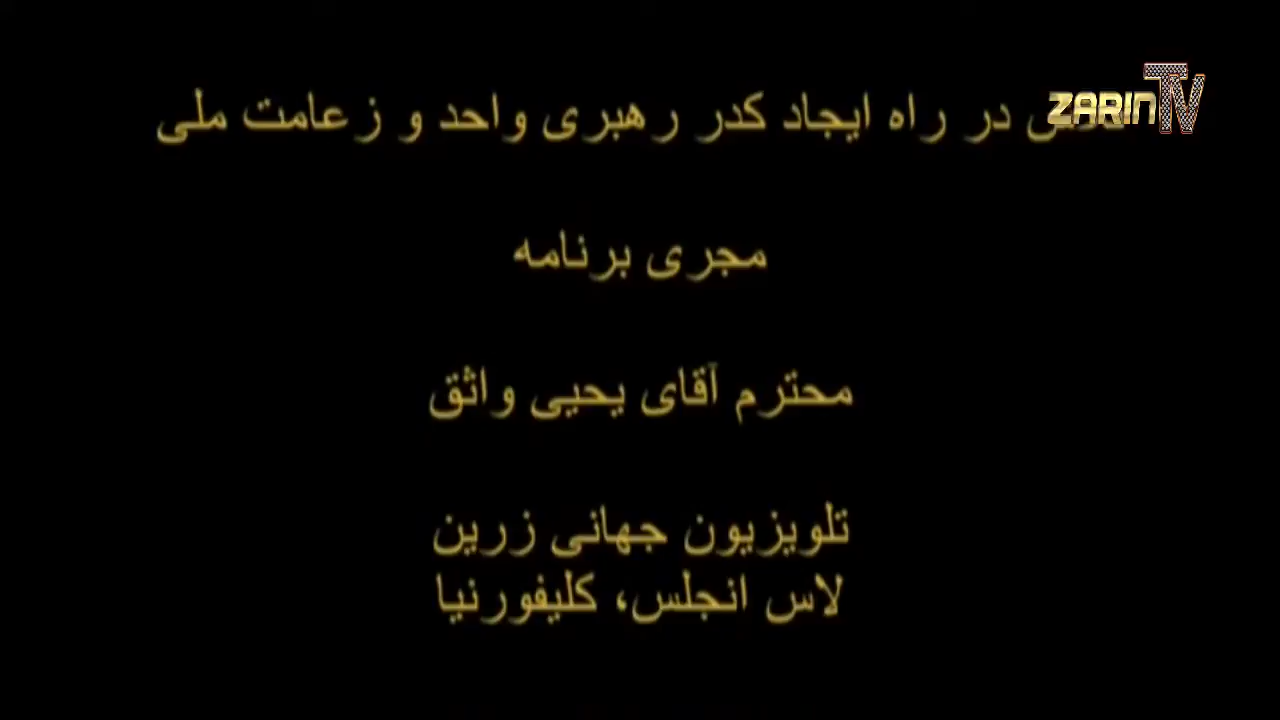 ZARIN TV
در راه ایجاد کدر رهبری واحد و زعامت ملی
مجری برنامه
محترم آقای یحیی واثق
تلویزیون جهانی زرین
لاس انجلس، کلیفورنیا